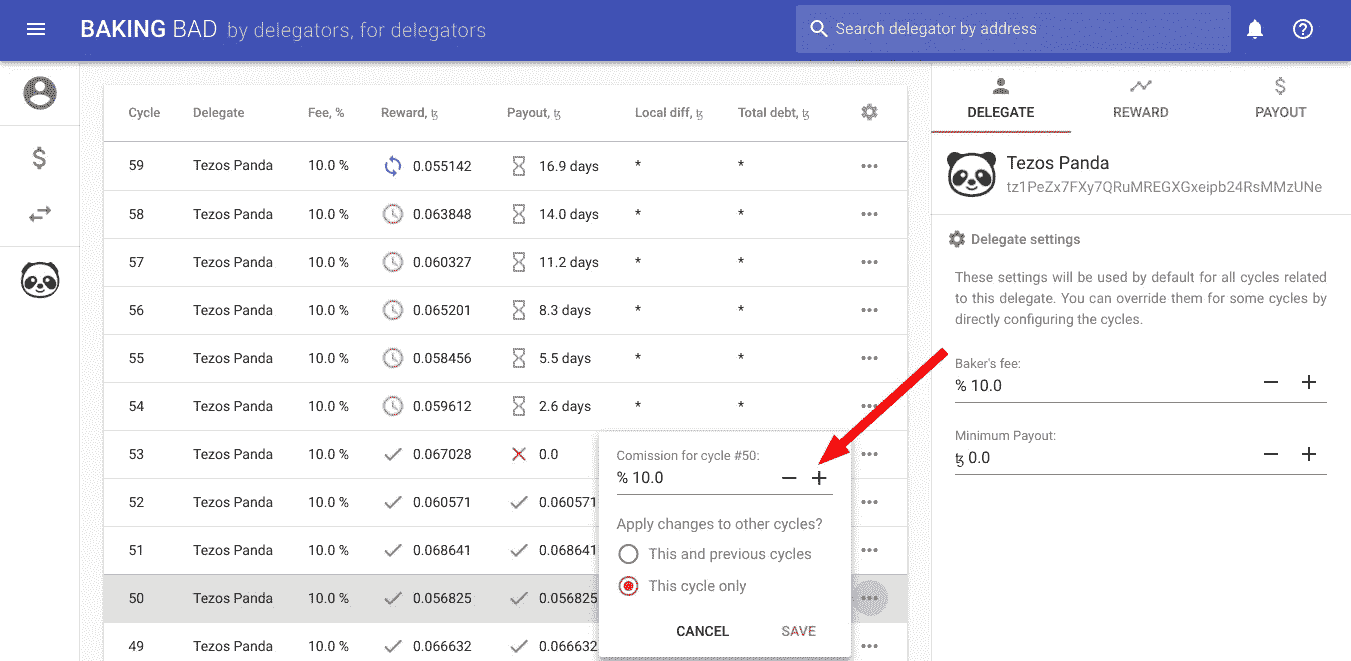 BAKING BAD by delegators, for delegators
Search delegator by address
Cycle Delegate Fee, % Reward, ꜩ Payout, ꜩ Local diff, ꜩ Total debt, ꜩ
59 Tezos Panda 10.0 % 0.055142 16.9 days * *
58 Tezos Panda 10.0 % 0.063848 14.0 days * *
57 Tezos Panda 10.0 % 0.060327 11.2 days * *
56 Tezos Panda 10.0 % 0.065201 8.3 days * *
55 Tezos Panda 10.0 % 0.058456 5.5 days * *
54 Tezos Panda 10.0 % 0.059612 2.6 days * *
53 Tezos Panda 10.0 % 0.067028 0.0
52 Tezos Panda 10.0 % 0.060571 0.060571
51 Tezos Panda 10.0 % 0.068641 0.068641
50 Tezos Panda 10.0 % 0.056825 0.056825
49 Tezos Panda 10.0 % 0.066632 0.066632
Comission for cycle #50:
% 10.0
Apply changes to other cycles?
This and previous cycles
This cycle only
CANCEL SAVE
DELEGATE REWARD PAYOUT
Tezos Panda
tz1PeZx7FXy7QRuMREGXGxeipb24RsMMzUNe
Delegate settings
These settings will be used by default for all cycles related
to this delegate. You can override them for some cycles by
directly configuring the cycles.
Baker's fee:
% 10.0
Minimum Payout:
ꜩ 0.0